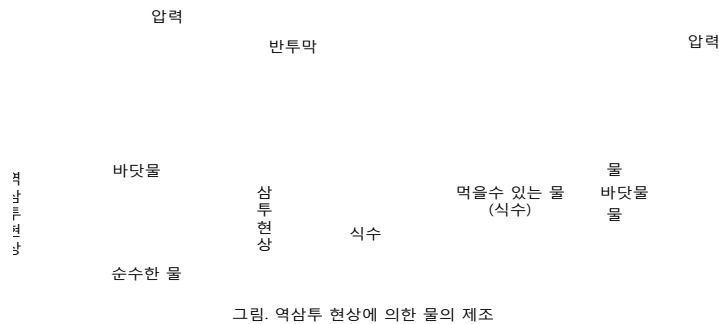 압력
반투막
압력
바닷물
역삼투현상
삼투현상
식수
순수한 물
먹을수 있는 물
(식수)
물
바닷물
물
그림. 역삼투 현상에 의한 물의 제조